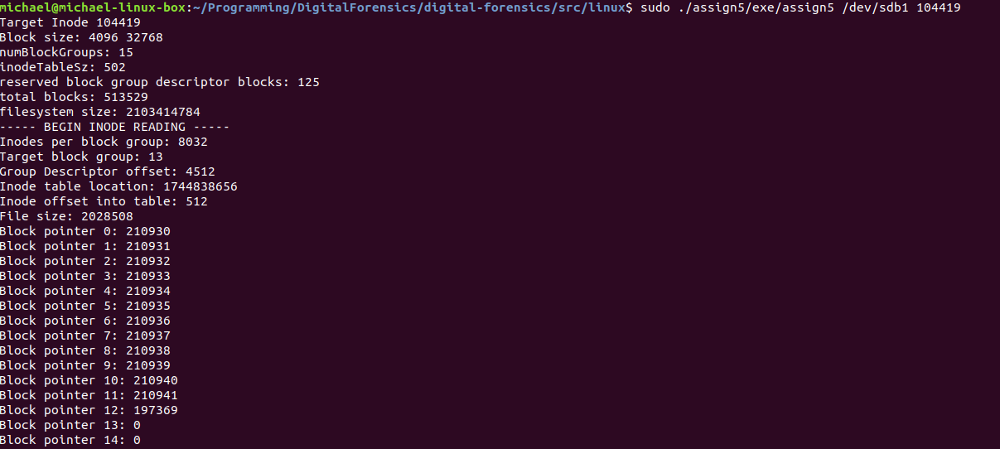 michael@michael-linux-box:~/Programming/DigitalForensics/digital-forensics/src/linux$ sudo ./assign5/exe/assign5 /dev/sdb1 104419
Target Inode 104419
Block size: 4096 32768
numBlockGroups: 15
inodeTableSz: 502
reserved block group descriptor blocks: 125
total blocks: 513529
filesystem size: 2103414784
----- BEGIN INODE READING -----
Inodes per block group: 8032
Target block group: 13
Group Descriptor offset: 4512
Inode table location: 1744838656
Inode offset into table: 512
File size: 2028508
Block pointer 0: 210930
Block pointer 1: 210931
Block pointer 2: 210932
Block pointer 3: 210933
Block pointer 4: 210934
Block pointer 5: 210935
Block pointer 6: 210936
Block pointer 7: 210937
Block pointer 8: 210938
Block pointer 9: 210939
Block pointer 10: 210940
Block pointer 11: 210941
Block pointer 12: 197369
Block pointer 13: 0
Block pointer 14: 0